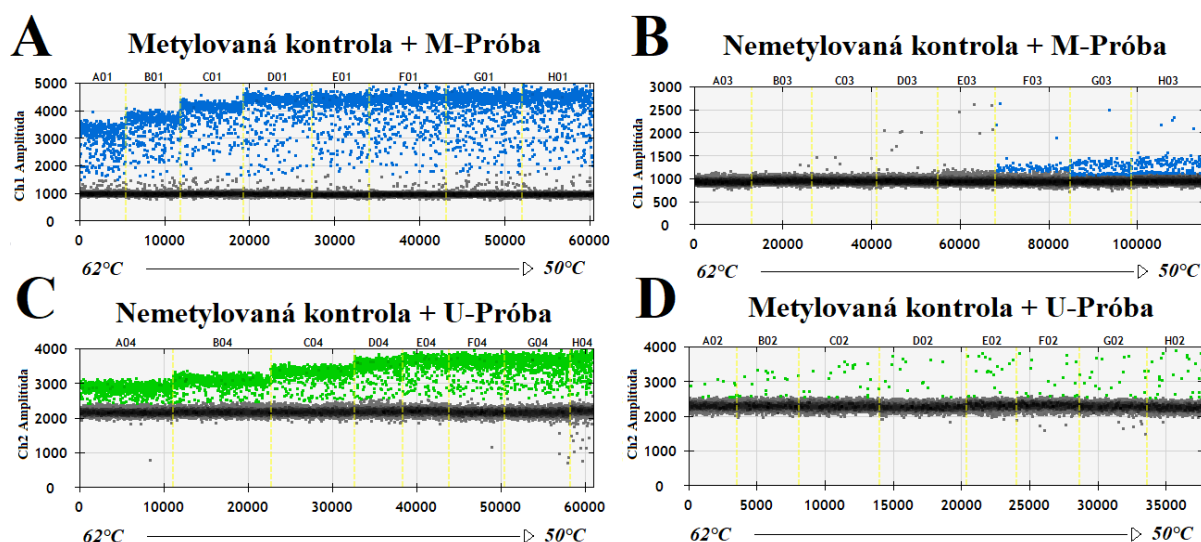 A
Metylovaná kontrola + M-Próba
A01 B01 C01 D01 E01 F01 G01 H01
Ch1 Amplitúda
5000
4000
3000
2000
1000
0
0 10000 20000 30000 40000 50000 60000
62°C 50°C
B
Nemetylovaná kontrola + M-Próba
A03 B03 C03 D03 E03 F03 G03 H03
Ch1 Amplitúda
3000
2500
2000
1500
1000
500
0
0 20000 40000 60000 80000 100000
62°C 50°C
C
Nemetylovaná kontrola + U-Próba
A04 B04 C04 D04 E04 F04 G04 H04
Ch2 Amplitúda
4000
3000
2000
1000
0
0 10000 20000 30000 40000 50000 60000
62°C 50°C
D
Metylovaná kontrola + U-Próba
A02 B02 C02 D02 E02 F02 G02 H02
Ch2 Amplitúda
4000
3000
2000
1000
0
0 5000 10000 15000 20000 25000 30000 35000
62°C 50°C